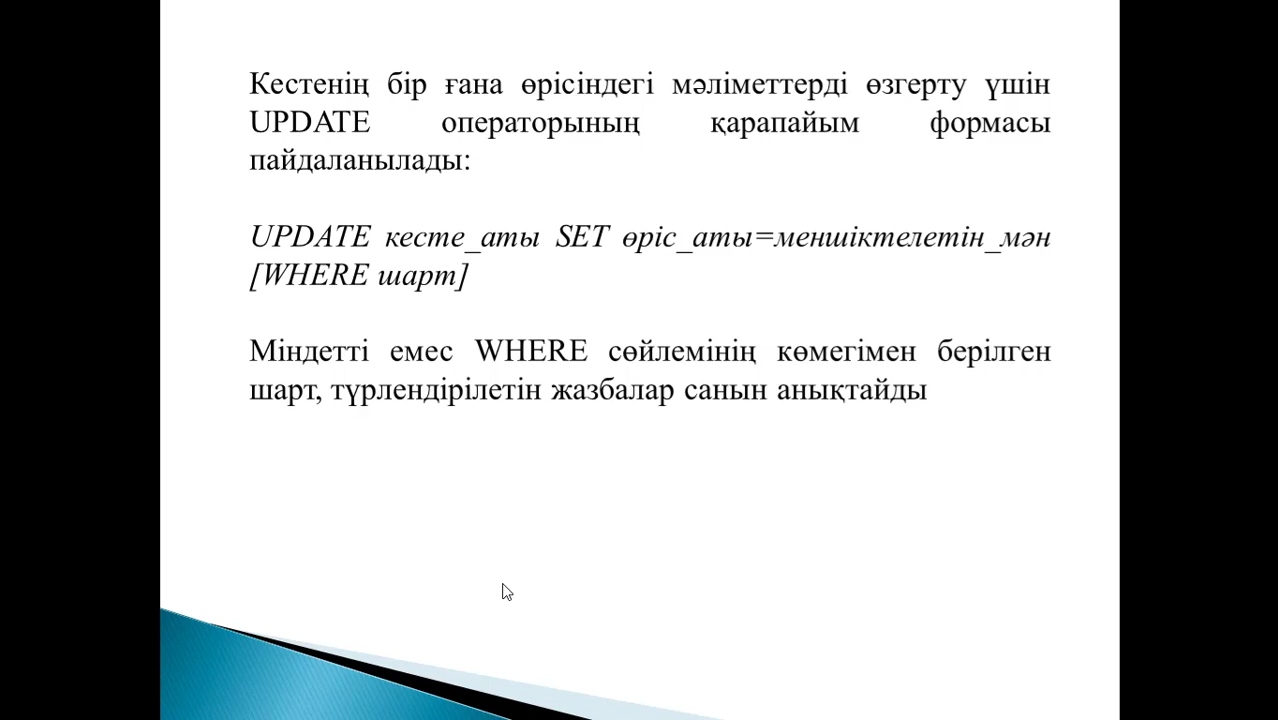 Кестенің бір ғана өрісіндегі мәліметтерді өзгерту үшін
UPDATE операторының қарапайым формасы
пайдаланылады:
UPDATE кесте_аты SET өріс_аты=меншіктелетін_мән
[WHERE шарт]
Міндетті емес WHERE сөйлемінің көмегімен берілген
шарт, түрлендірілетін жазбалар санын анықтайды